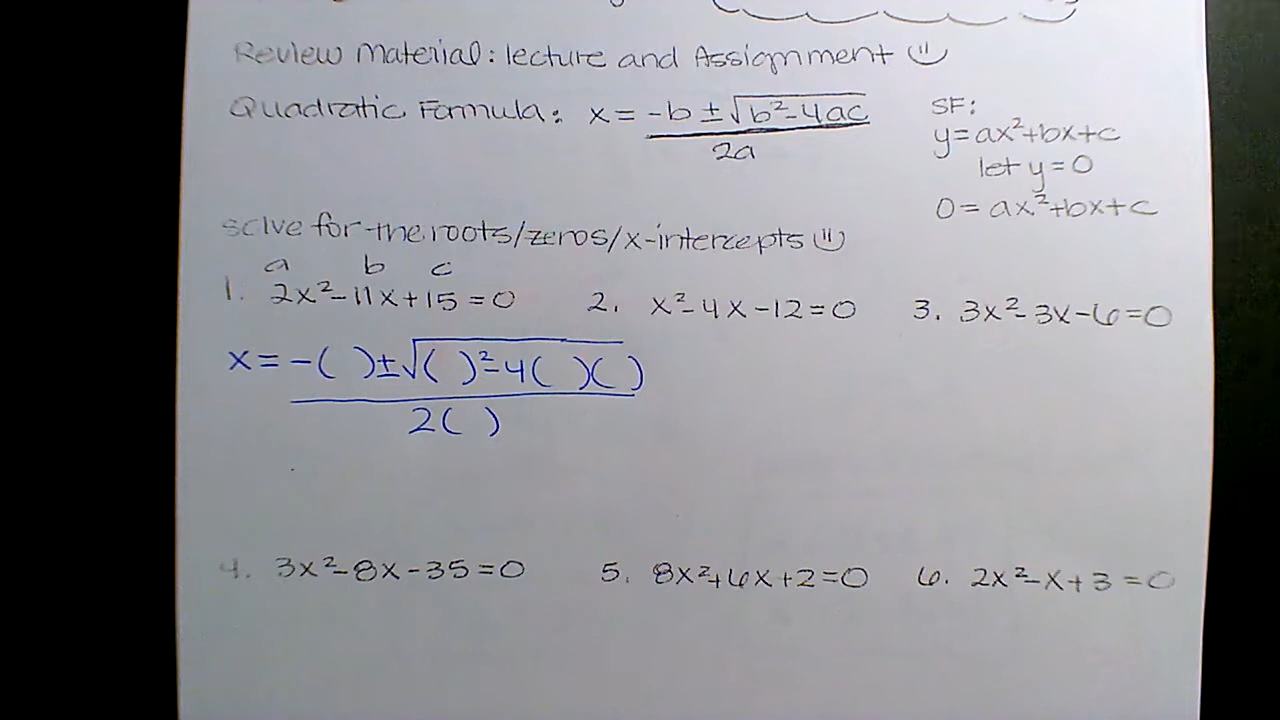 Review Material: lecture and Assignment
Quadratic Formula: x = -b ± √b²-4ac
2a
SF:
y=ax²+bx+c
let y=0
0=ax²+bx+c
solve for the roots/zeros/x-intercepts
a b c
1. 2x²-11x+15=0 2. x²-4x-12=0 3. 3x²-3x-6=0
x = -( )±√( )²-4( )( )
2( )
4. 3x²-8x-35=0 5. 8x²+6x+2=0 6. 2x²-x+3=0